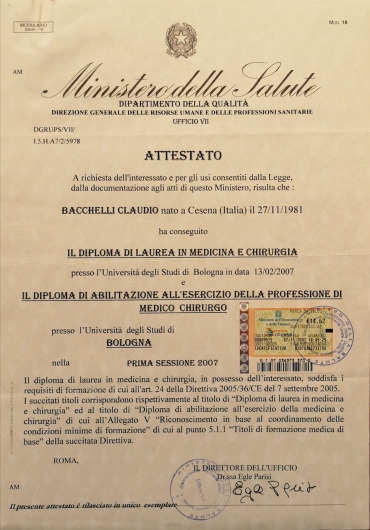 MODULARIO
Mod. 18
AM
Ministero della Salute
DIPARTIMENTO DELLA QUALITÀ
DIREZIONE GENERALE DELLE RISORSE UMANE E DELLE PROFESSIONI SANITARIE
UFFICIO VII
DGRUPS/VII/
I.5.H.A7/2/5978
ATTESTATO
A richiesta dell'interessato e per gli usi consentiti dalla Legge,
dalla documentazione agli atti di questo Ministero, risulta che :
BACCHELLI CLAUDIO nato a Cesena (Italia) il 27/11/1981
ha conseguito
IL DIPLOMA DI LAUREA IN MEDICINA E CHIRURGIA
presso l'Università degli Studi di Bologna in data 13/02/2007
e
IL DIPLOMA DI ABILITAZIONE ALL'ESERCIZIO DELLA PROFESSIONE DI
MEDICO CHIRURGO
presso l'Università degli Studi di
BOLOGNA
nella PRIMA SESSIONE 2007
€14,62
Il diploma di laurea in medicina e chirurgia, in possesso dell'interessato, soddisfa i
requisiti di formazione di cui all'art. 24 della Direttiva 2005/36/CE del 7 settembre 2005.
I succitati titoli corrispondono rispettivamente al titolo di "Diploma di laurea in medicina
e chirurgia" ed al titolo di "Diploma di abilitazione all'esercizio della medicina e
chirurgia" di cui all'Allegato V "Riconoscimento in base al coordinamento delle
condizioni minime di formazione" di cui al punto 5.1.1 "Titoli di formazione medica di
base" della succitata Direttiva.
ROMA,
IL DIRETTORE DELL'UFFICIO
Dr.ssa Egle Parisi
Egle Parisi
AM
Il presente attestato è rilasciato in unico esemplare